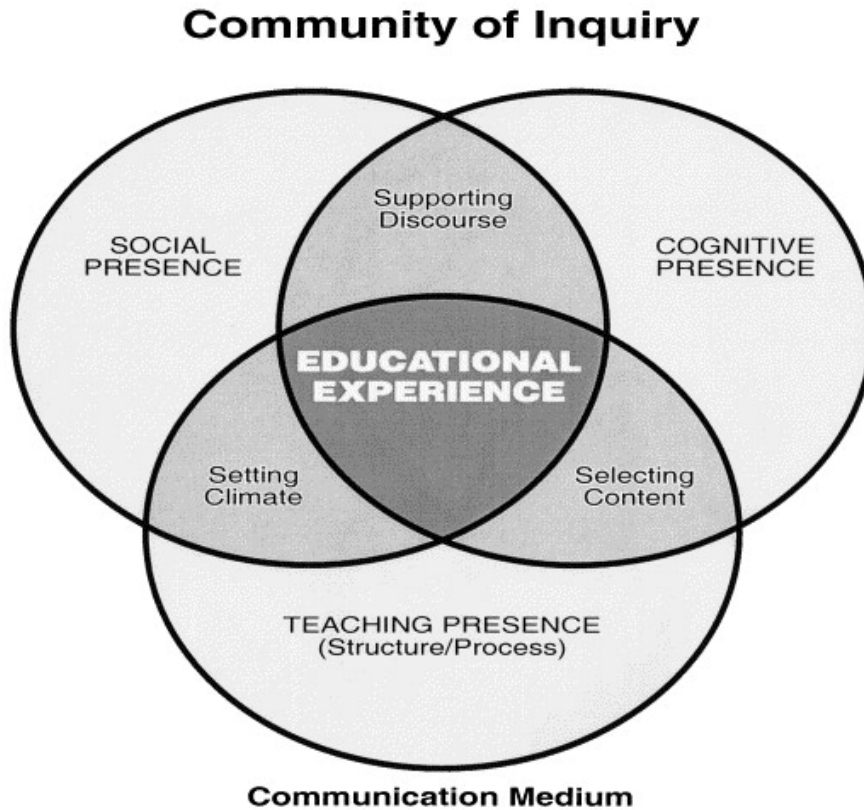 Community of Inquiry
Supporting
Discourse
SOCIAL
PRESENCE
COGNITIVE
PRESENCE
EDUCATIONAL
EXPERIENCE
Setting
Climate
Selecting
Content
TEACHING PRESENCE
(Structure/Process)
Communication Medium